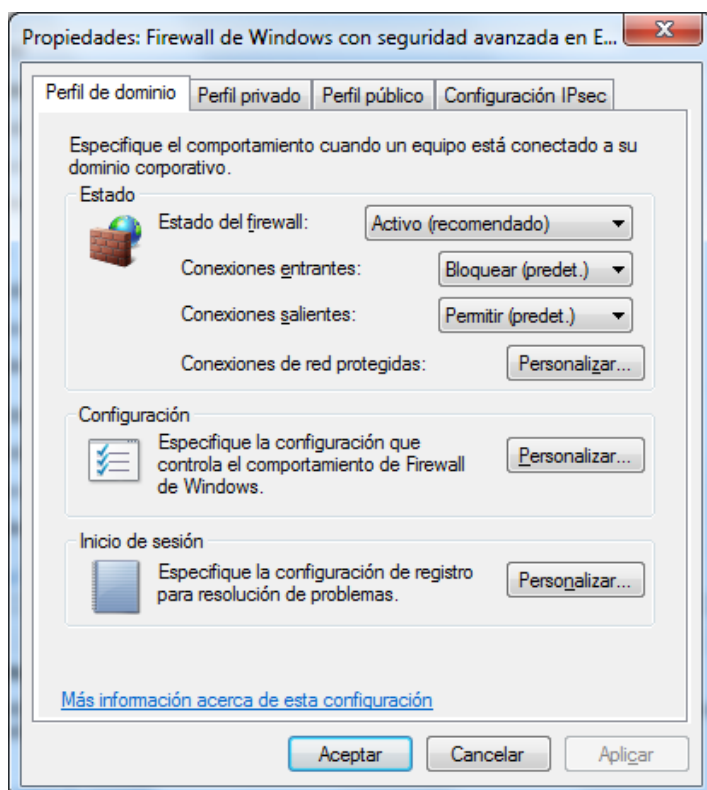 Propiedades: Firewall de Windows con seguridad avanzada en E...
Perfil de dominio Perfil privado Perfil público Configuración IPsec
Especifique el comportamiento cuando un equipo está conectado a su
dominio corporativo.
Estado
Estado del firewall: Activo (recomendado)
Conexiones entrantes: Bloquear (predet.)
Conexiones salientes: Permitir (predet.)
Conexiones de red protegidas: Personalizar...
Configuración
Especifique la configuración que
controla el comportamiento de Firewall
de Windows.
Personalizar...
Inicio de sesión
Especifique la configuración de registro
para resolución de problemas.
Personalizar...
Más información acerca de esta configuración
Aceptar Cancelar Aplicar